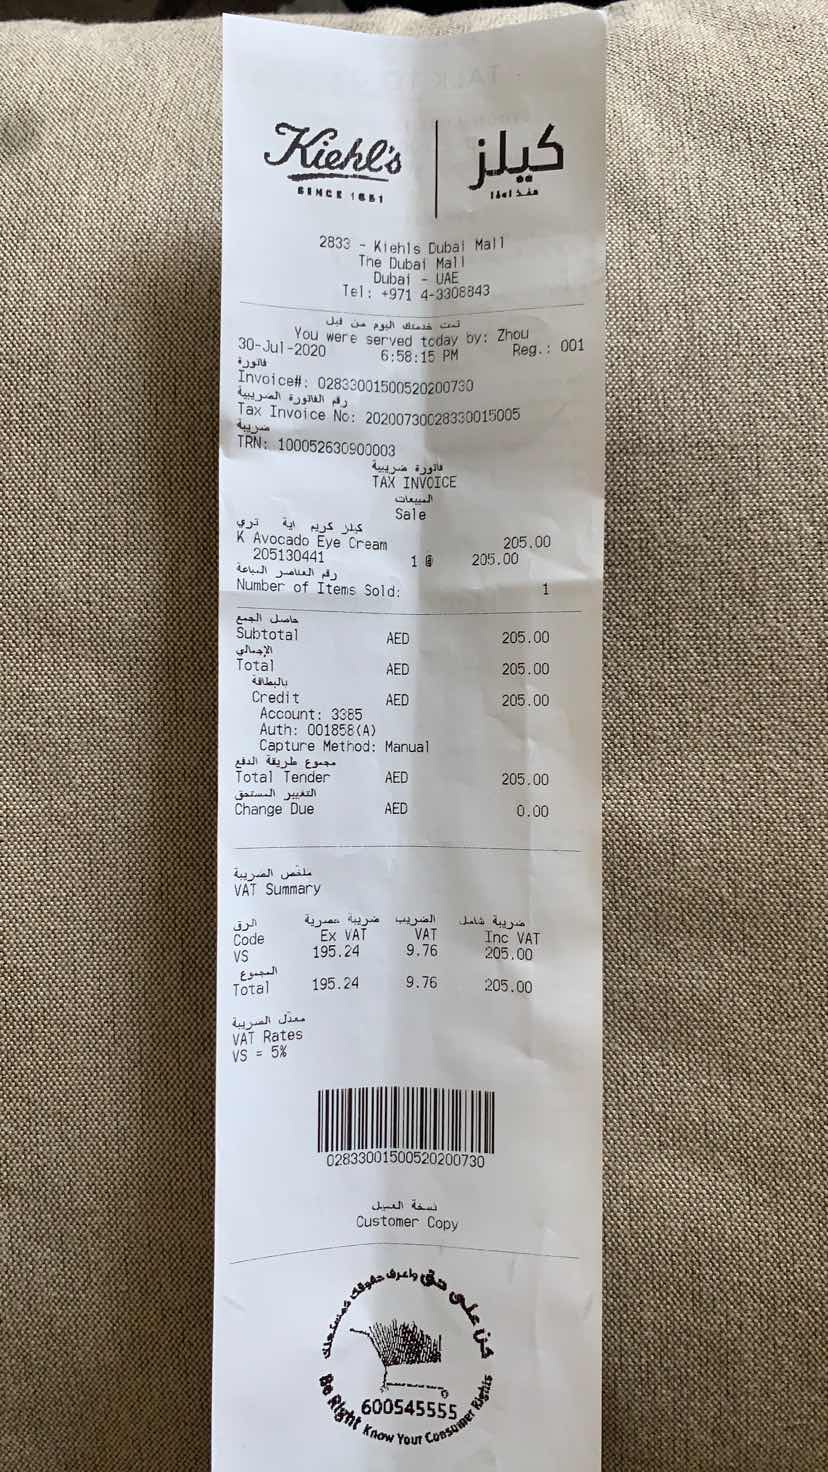 Kiehl's
SINCE 1851
كيلز
منذ ١٨٥١
2833 - Kiehls Dubai Mall
The Dubai Mall
Dubai - UAE
Tel: +971 4-3308843
تمت خدمتك اليوم من قبل
You were served today by: Zhou
30-Jul-2020 6:58:15 PM Reg.: 001
فاتورة
Invoice#: 02833001500520200730
رقم الفاتورة الضريبية
Tax Invoice No: 20200730028330015005
ضريبة
TRN: 100052630900003
فاتورة ضريبية
TAX INVOICE
المبيعات
Sale
كيلز كريم اية تري
K Avocado Eye Cream 205.00
205130441 1 @ 205.00
رقم العناصر المباعة
Number of Items Sold: 1
حاصل الجمع
Subtotal AED 205.00
الإجمالي
Total AED 205.00
بالبطاقة
Credit AED 205.00
Account: 3385
Auth: 001858(A)
Capture Method: Manual
مجموع طريقة الدفع
Total Tender AED 205.00
التغيير المستحق
Change Due AED 0.00
ملخص الضريبة
VAT Summary
الرق ضريبة حصرية الضريب ضريبة شامل
Code Ex VAT VAT Inc VAT
VS 195.24 9.76 205.00
المجموع
Total 195.24 9.76 205.00
معدّل الضريبة
VAT Rates
VS = 5%
02833001500520200730
نسخة العميل
Customer Copy
كن على حق واعرف حقوقك كمستهلك
600545555
Be Right Know Your Consumer Rights